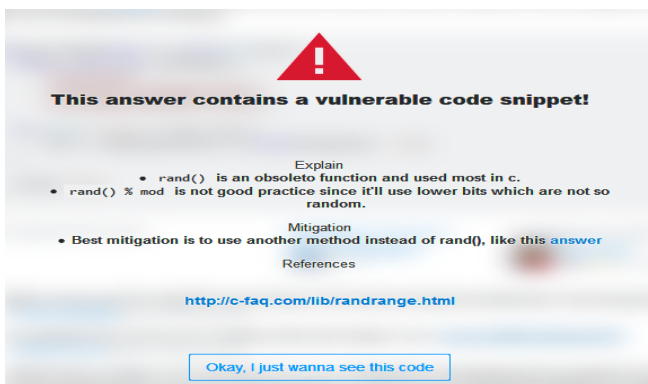 This answer contains a vulnerable code snippet!
Explain
• rand() is an obsoleto function and used most in c.
• rand() % mod is not good practice since it'll use lower bits which are not so
random.
Mitigation
• Best mitigation is to use another method instead of rand(), like this answer
References
http://c-faq.com/lib/randrange.html
Okay, I just wanna see this code